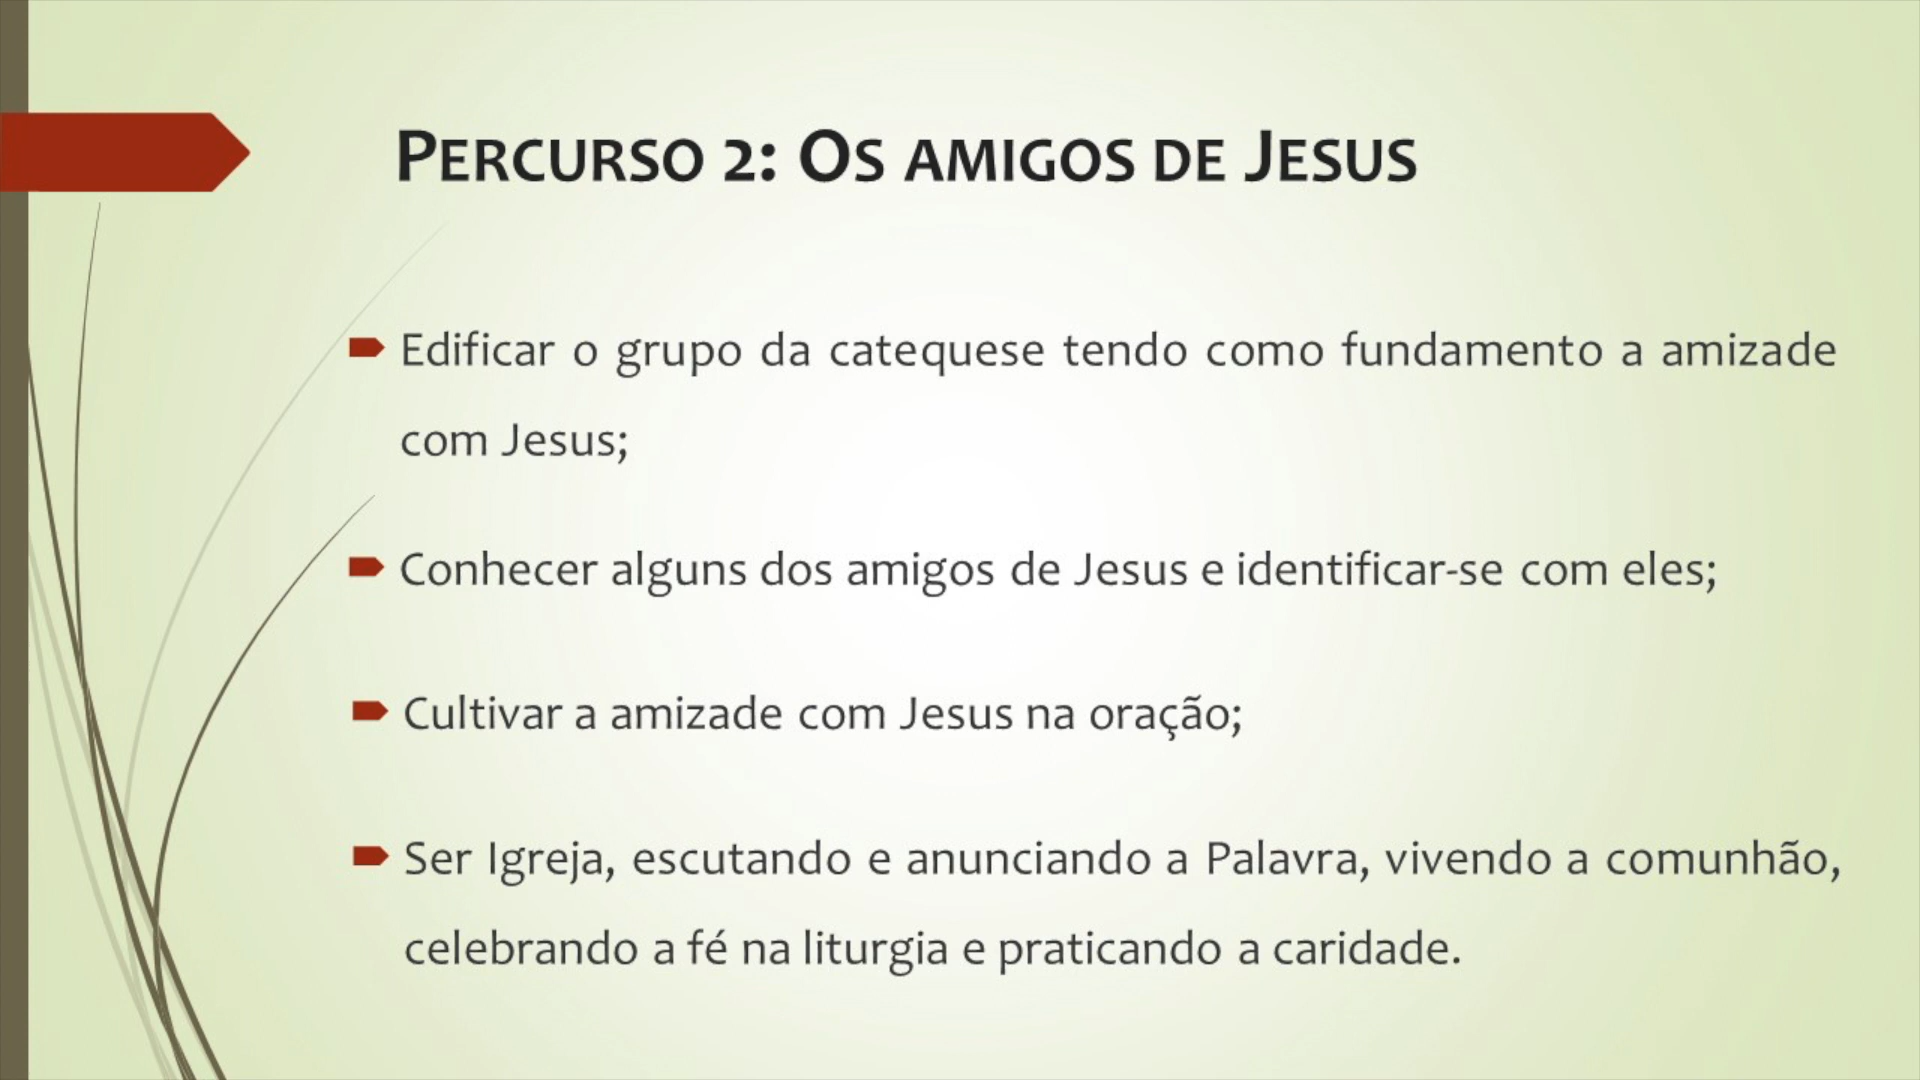 Percurso 2: Os amigos de Jesus
Edificar o grupo da catequese tendo como fundamento a amizade
com Jesus;
Conhecer alguns dos amigos de Jesus e identificar-se com eles;
Cultivar a amizade com Jesus na oração;
Ser Igreja, escutando e anunciando a Palavra, vivendo a comunhão,
celebrando a fé na liturgia e praticando a caridade.